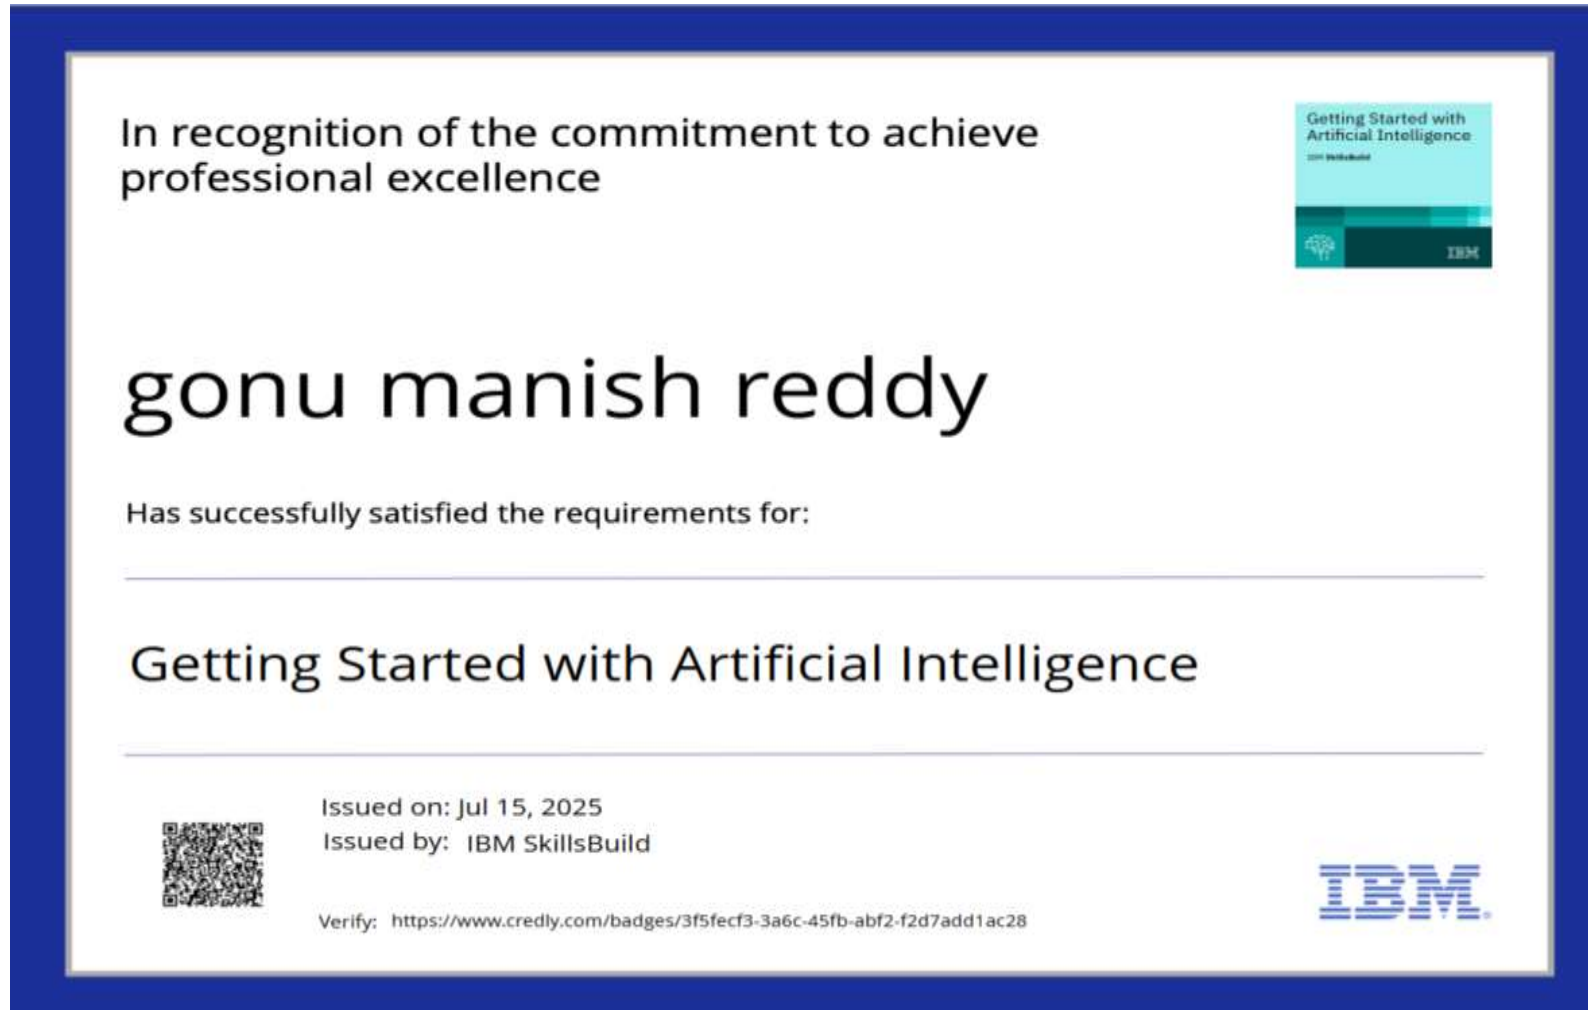 In recognition of the commitment to achieve
professional excellence
Getting Started with
Artificial Intelligence
IBM SkillsBuild
IBM
gonu manish reddy
Has successfully satisfied the requirements for:
Getting Started with Artificial Intelligence
Issued on: Jul 15, 2025
Issued by: IBM SkillsBuild
Verify: https://www.credly.com/badges/3f5fecf3-3a6c-45fb-abf2-f2d7add1ac28
IBM